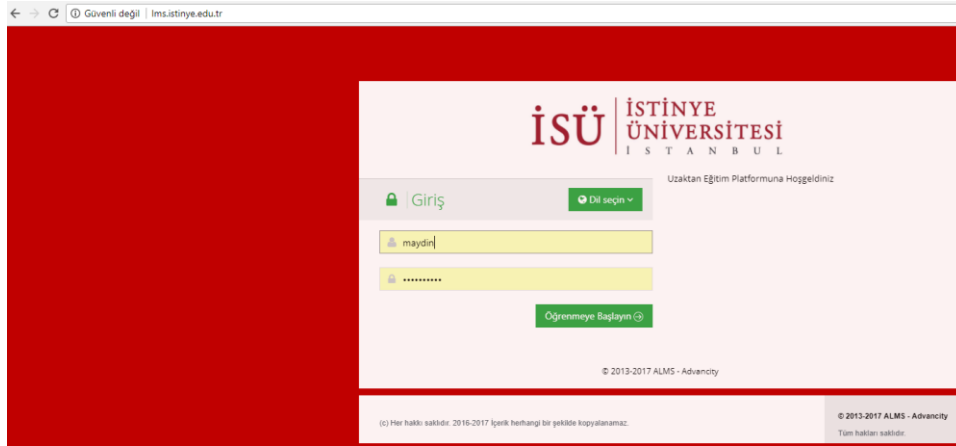 Güvenli değil | lms.istinye.edu.tr
İSÜ
İSTİNYE
ÜNİVERSİTESİ
İSTANBUL
Uzaktan Eğitim Platformuna Hoşgeldiniz
Giriş
Dil seçin
maydin
••••••••••
Öğrenmeye Başlayın
© 2013-2017 ALMS - Advancity
(c) Her hakkı saklıdır. 2016-2017 İçerik herhangi bir şekilde kopyalanamaz.
© 2013-2017 ALMS - Advancity
Tüm hakları saklıdır.